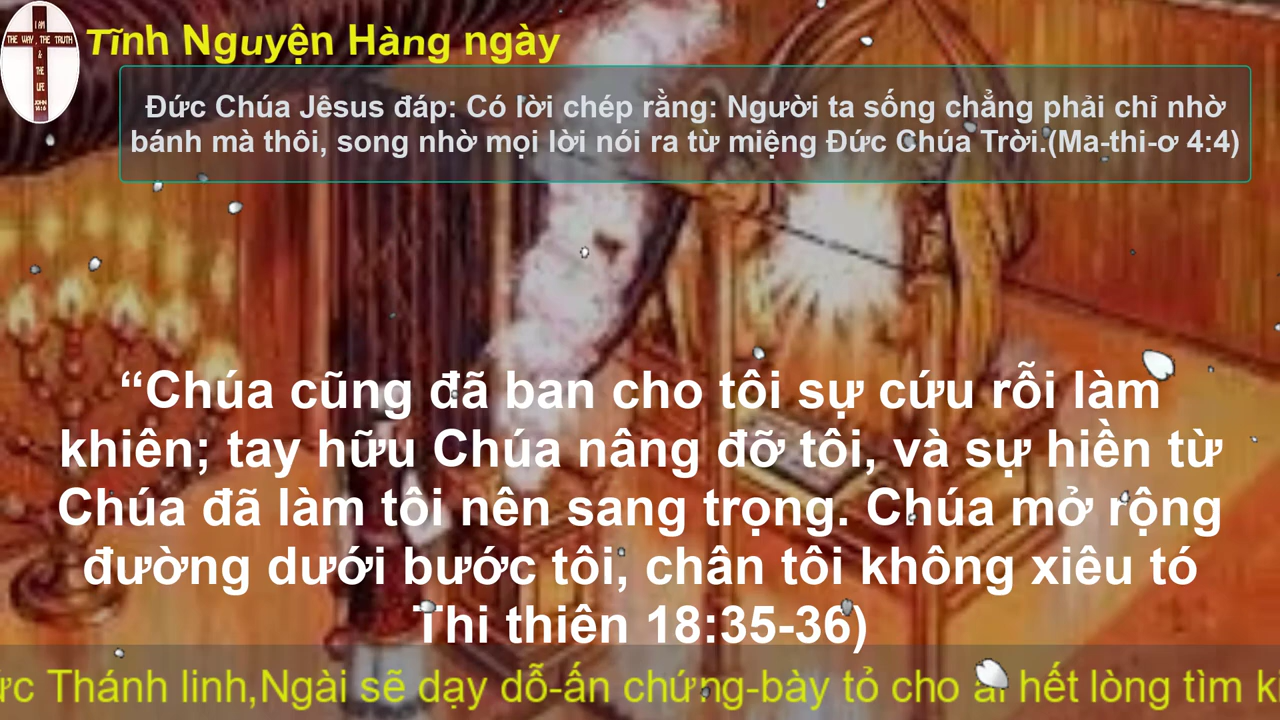 I AM
THE WAY, THE TRUTH
&
THE
LIFE
JOHN
Tĩnh Nguyện Hàng ngày
Đức Chúa Jêsus đáp: Có lời chép rằng: Người ta sống chẳng phải chỉ nhờ
bánh mà thôi, song nhờ mọi lời nói ra từ miệng Đức Chúa Trời.(Ma-thi-ơ 4:4)
“Chúa cũng đã ban cho tôi sự cứu rỗi làm
khiên; tay hữu Chúa nâng đỡ tôi, và sự hiền từ
Chúa đã làm tôi nên sang trọng. Chúa mở rộng
đường dưới bước tôi, chân tôi không xiêu tó
Thi thiên 18:35-36)
Thánh linh,Ngài sẽ dạy dỗ-ấn chứng-bày tỏ cho ai hết lòng tìm